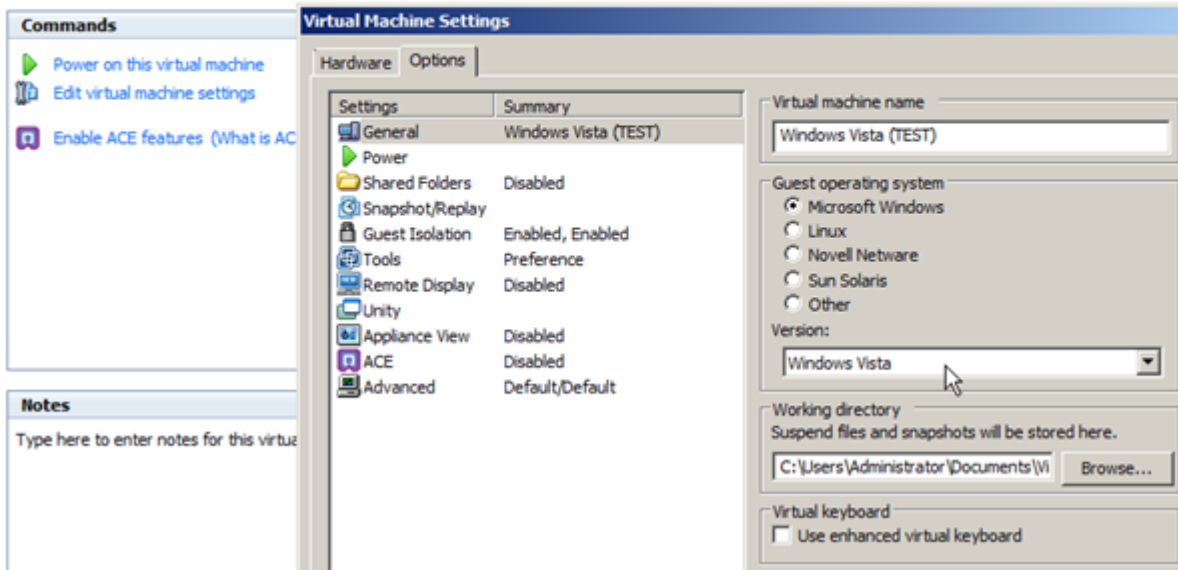 Commands
Power on this virtual machine
Edit virtual machine settings
Enable ACE features (What is AC
Notes
Type here to enter notes for this virtua
Virtual Machine Settings
Hardware Options
Settings Summary
General Windows Vista (TEST)
Power
Shared Folders Disabled
Snapshot/Replay
Guest Isolation Enabled, Enabled
Tools Preference
Remote Display Disabled
Unity
Appliance View Disabled
ACE Disabled
Advanced Default/Default
Virtual machine name
Windows Vista (TEST)
Guest operating system
Microsoft Windows
Linux
Novell Netware
Sun Solaris
Other
Version:
Windows Vista
Working directory
Suspend files and snapshots will be stored here.
C:\Users\Administrator\Documents\Vi Browse...
Virtual keyboard
Use enhanced virtual keyboard